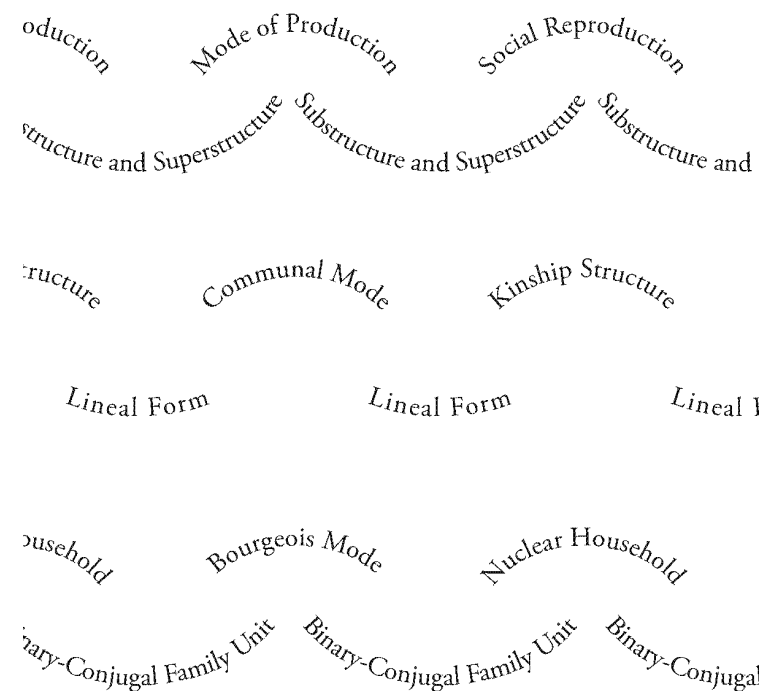 oduction Mode of Production Social Reproduction
structure and Superstructure Substructure and Superstructure Substructure and
tructure Communal Mode Kinship Structure
Lineal Form Lineal Form Lineal
ousehold Bourgeois Mode Nuclear Household
nary-Conjugal Family Unit Binary-Conjugal Family Unit Binary-Conjugal